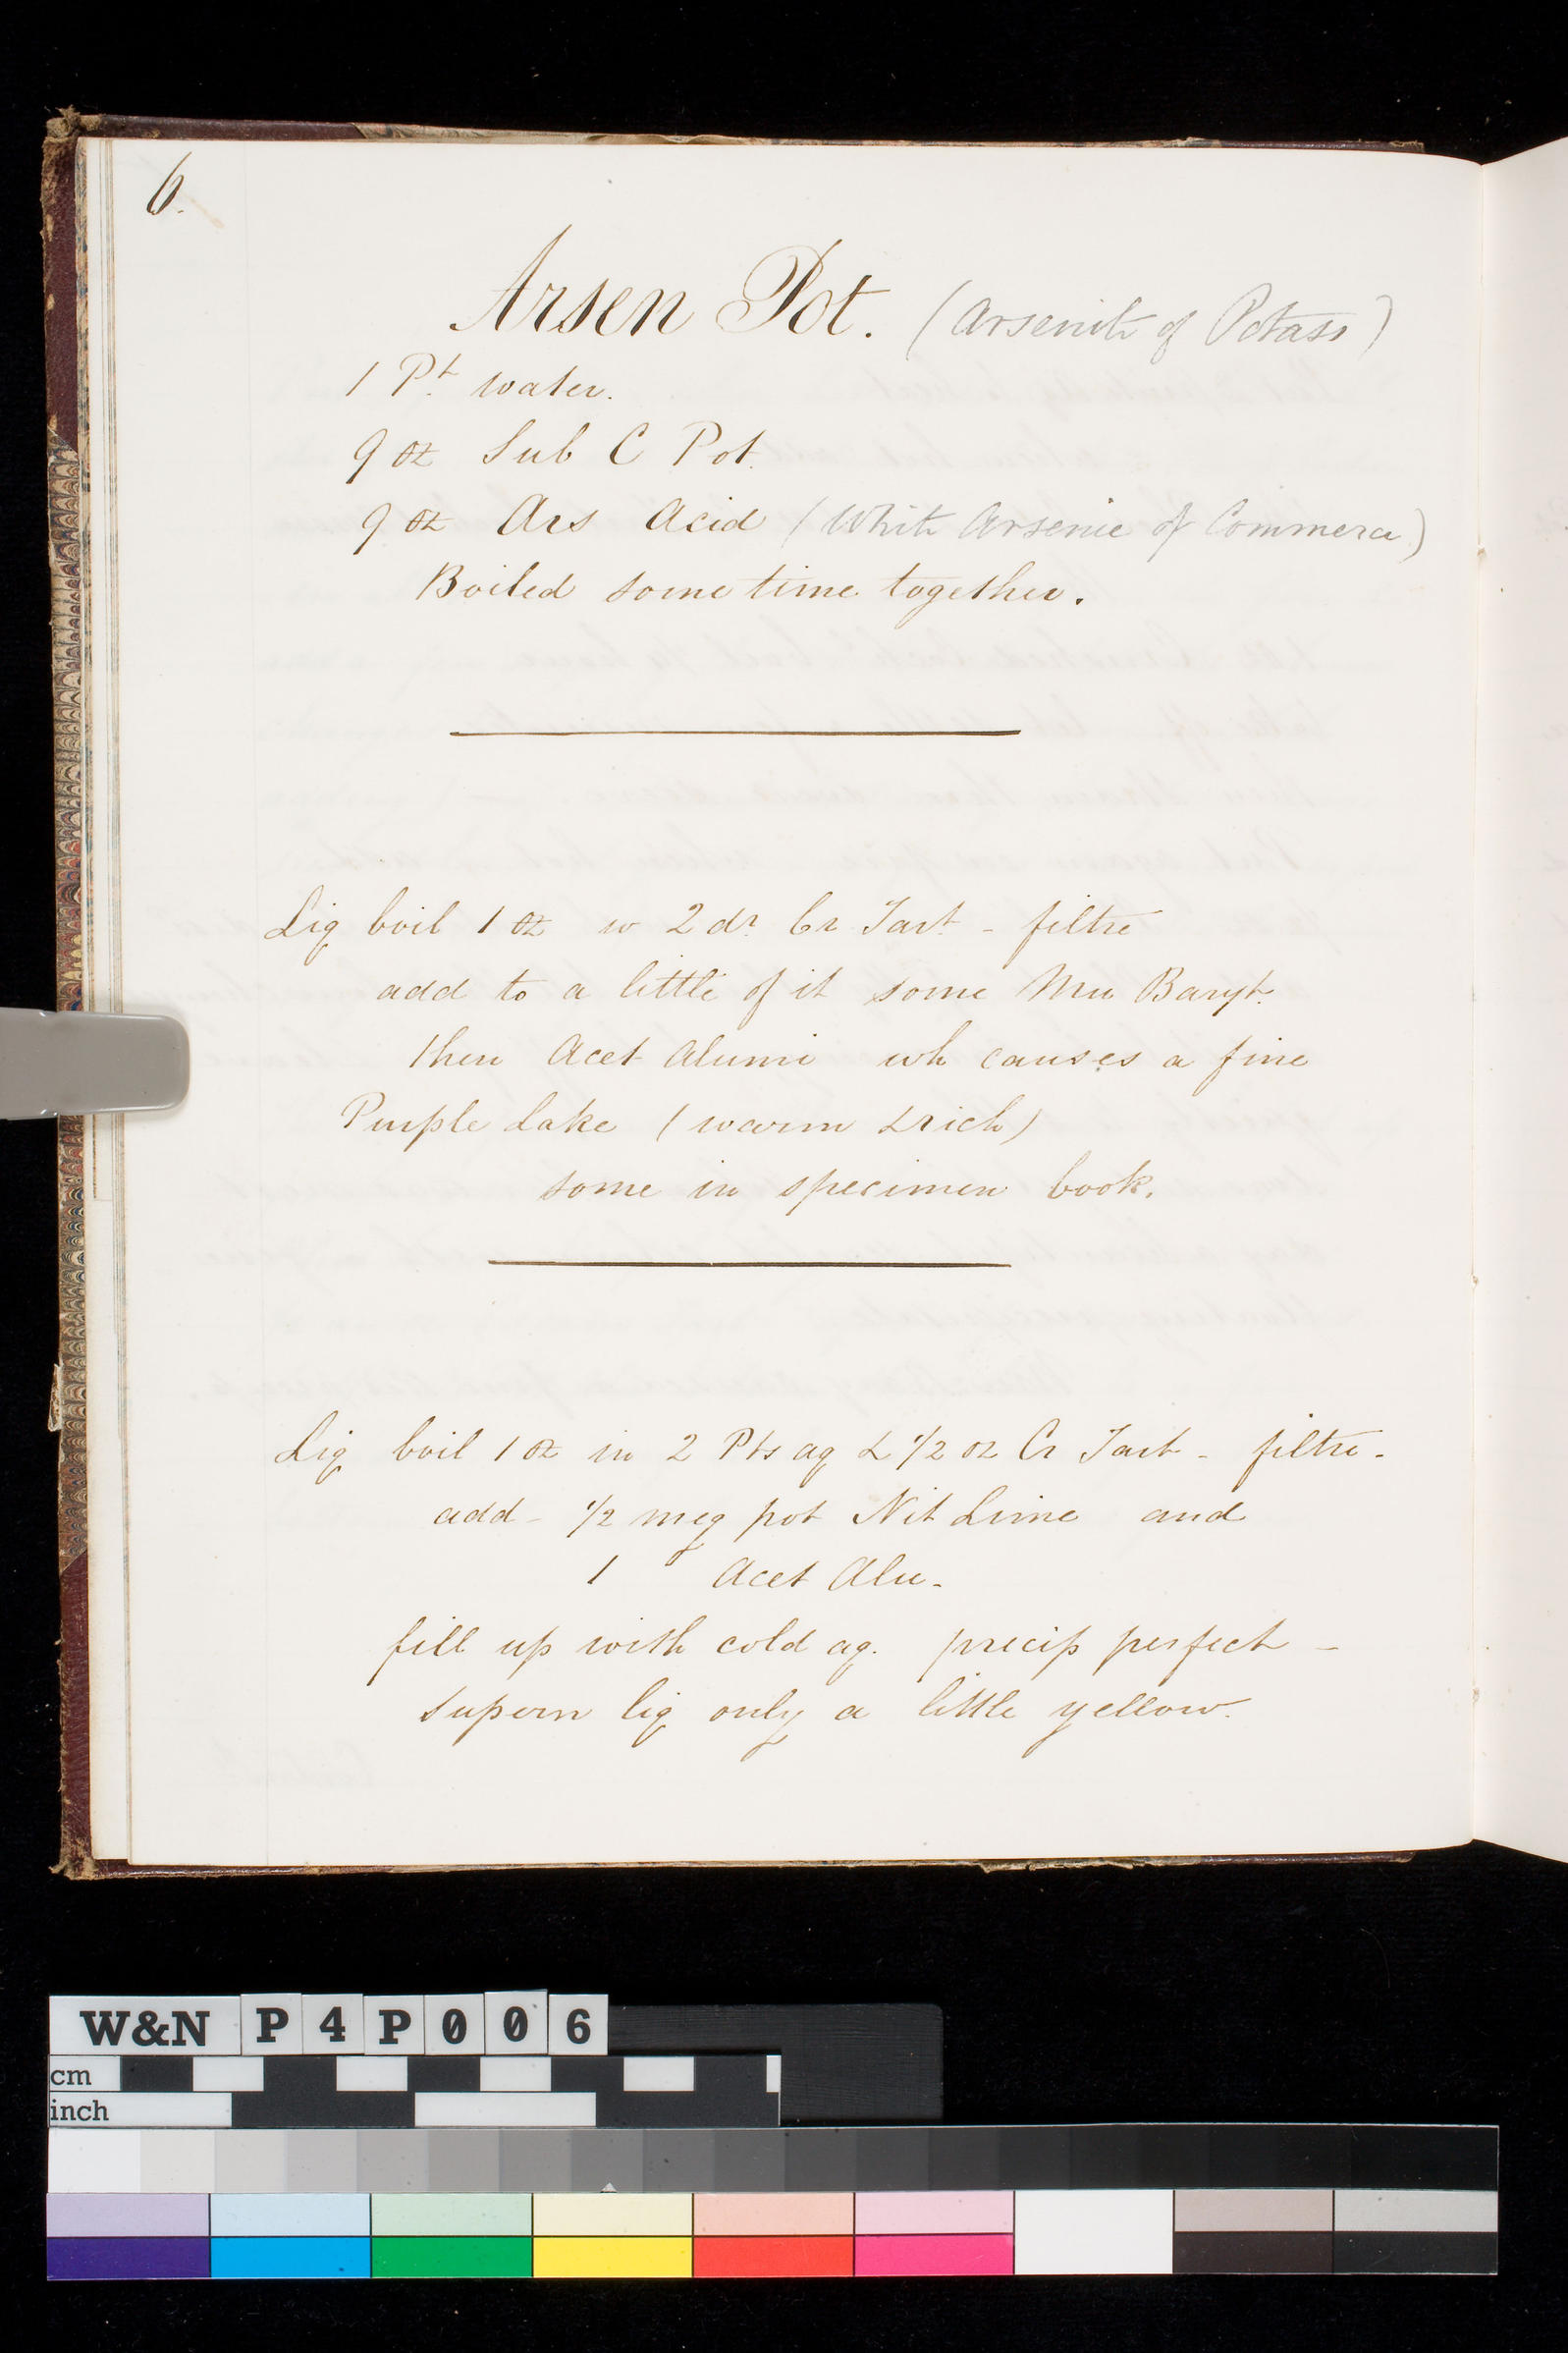 6.
Arsen Pot. (Arsenite of Potass)
1 Pt. water.
9 oz Sub C Pot.
9 oz Ars Acid (White Arsenic of Commerce)
Boiled some time together.
Lig boil 1 oz w 2 dr. Cr Tart - filtre
add to a little of it some Mu Baryt.
then Acet Alumi wh causes a fine
Purple Lake (warm & rich)
some in specimen book.
Lig boil 1 oz in 2 Pts aq & 1/2 oz Cr Tart - filtre -
add - 1/2 meg pot Nit Lime and
1 Acet Alu -
fill up with cold aq. precip perfect -
supern liq only a little yellow.
W&N P4P006
cm
inch